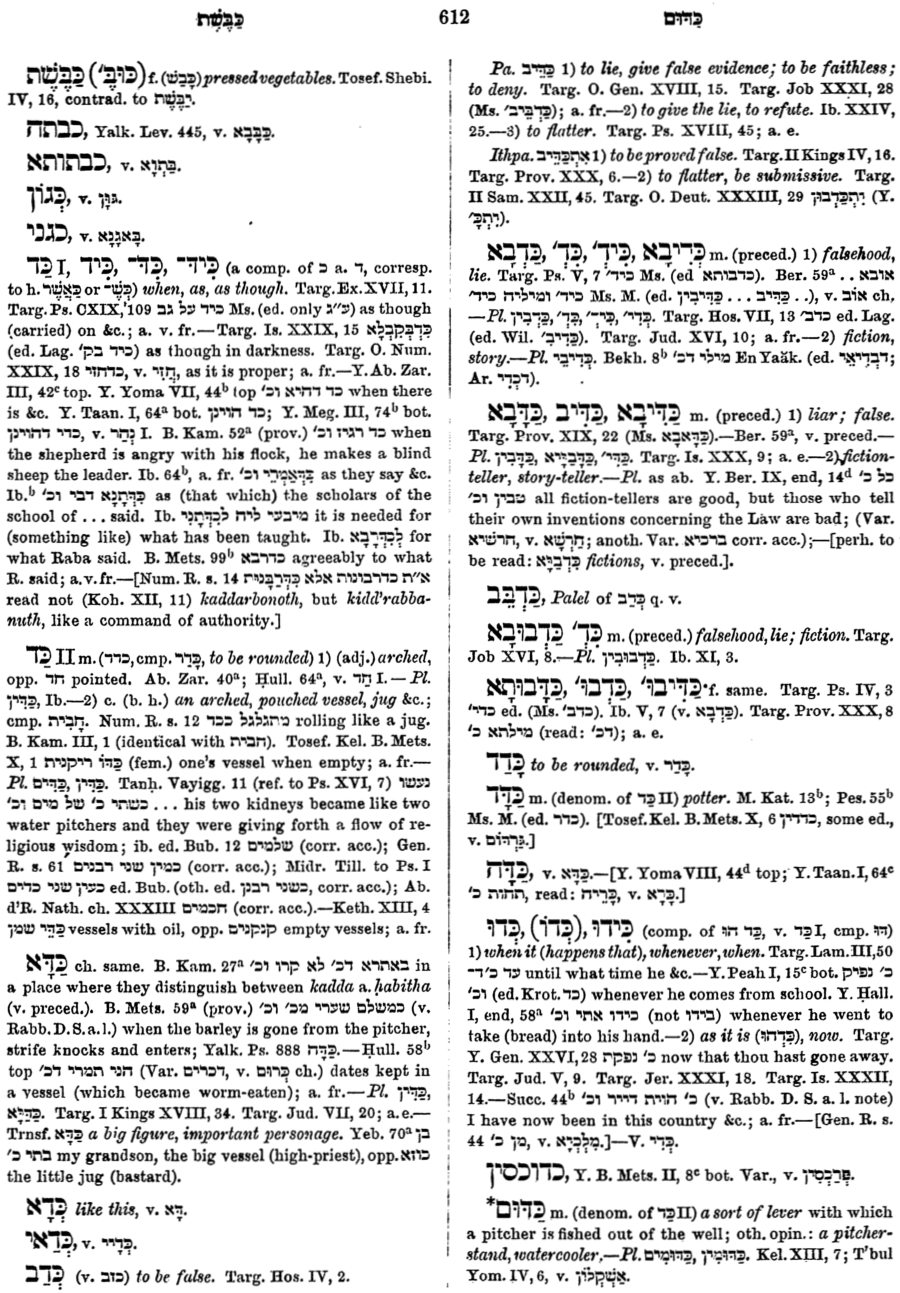 כַּבֶּשֶׁת
612
כַּדּוּם
כַּבֶּשֶׁת (כּוּבֶּ') f. (כָּבַשׁ) pressed vegetables. Tosef. Shebi.
IV, 16, contrad. to יַבֶּשֶׁת.
כבתה, Yalk. Lev. 445, v. כַּבָּבָא.
כבתותא, v. בַּתְוָא.
כְּגוֹן, v. גּוָן.
כגני, v. בָּאגָנָא.
כַּד I, כִּיד, כְּדִ־, כִּידִ־ (a comp. of כ a. ד, corresp.
to h. כַּאֲשֶׁר or כְּשֶׁ־) when, as, as though. Targ. Ex. XVII, 11.
Targ. Ps. CXIX, 109 כיד על גב Ms. (ed. only ע״ג) as though
(carried) on &c.; a. v. fr.—Targ. Is. XXIX, 15 כִּדְבְקַבְלָא
(ed. Lag. כיד בק') as though in darkness. Targ. O. Num.
XXIX, 18 כדחזי, v. חֲזֵי, as it is proper; a. fr.—Y. Ab. Zar.
III, 42ᶜ top. Y. Yoma VII, 44ᵇ top כד דהיא וכ' when there
is &c. Y. Taan. I, 64ᵃ bot. כד הוינן; Y. Meg. III, 74ᵇ bot.
כדי דהוינן, v. נְהַר I. B. Kam. 52ᵃ (prov.) כד רגיז וכ' when
the shepherd is angry with his flock, he makes a blind
sheep the leader. Ib. 64ᵇ, a. fr. כִּדְאָמְרֵי וכ' as they say &c.
Ib.ᵇ כִּדְתָנָא דבי וכ' as (that which) the scholars of the
school of ... said. Ib. מיבעי ליה לִכְדְתָנֵי it is needed for
(something like) what has been taught. Ib. לְכִדְרָבָא for
what Raba said. B. Mets. 99ᵇ כדרבא agreeably to what
R. said; a. v. fr.—[Num. R. s. 14 א״ת כדרבונות אלא כִּדְרַבָּנוּת
read not (Koh. XII, 11) kaddarbonoth, but kidd'rabba-
nuth, like a command of authority.]
כַּד II m. (כדר, cmp. כָּדַר, to be rounded) 1) (adj.) arched,
opp. חד pointed. Ab. Zar. 40ᵃ; Ḥull. 64ᵃ, v. חַד I.—Pl.
כַּדִּין, Ib.—2) c. (b. h.) an arched, pouched vessel, jug &c.;
cmp. חָבִית. Num. R. s. 12 מתגלגל ככד rolling like a jug.
B. Kam. III, 1 (identical with חבית). Tosef. Kel. B. Mets.
X, 1 כַּדּוֹ ריקנית (fem.) one's vessel when empty; a. fr.—
Pl. כַּדִּים, כַּדִּין. Tanḥ. Vayigg. 11 (ref. to Ps. XVI, 7) נעשו
כשתי כ' של מים וכ' ... his two kidneys became like two
water pitchers and they were giving forth a flow of re-
ligious wisdom; ib. ed. Bub. 12 שלמים (corr. acc.); Gen.
R. s. 61 כמין שני רבנים (corr. acc.); Midr. Till. to Ps. I
כעין שני כדים ed. Bub. (oth. ed. כשני רבנן, corr. acc.); Ab.
d'R. Nath. ch. XXXIII חכמים (corr. acc.).—Keth. XIII, 4
כַּדֵּי שמן vessels with oil, opp. קנקנים empty vessels; a. fr.
כַּדָּא ch. same. B. Kam. 27ᵃ באתרא דכ' לא קרו וכ' in
a place where they distinguish between kadda a. ḥabitha
(v. preced.). B. Mets. 59ᵃ (prov.) כמשלם שערי מכ' וכ' (v.
Rabb. D. S. a. l.) when the barley is gone from the pitcher,
strife knocks and enters; Yalk. Ps. 888 כַּדָּה.—Ḥull. 58ᵇ
top הני תמרי דכ' (Var. דכרים, v. כְּרוּם ch.) dates kept in
a vessel (which became worm-eaten); a. fr.—Pl. כַּדִּין,
כַּדַּיָּא. Targ. I Kings XVIII, 34. Targ. Jud. VII, 20; a. e.—
Trnsf. כַּדָּא a big figure, important personage. Yeb. 70ᵃ בן
בתי כ' my grandson, the big vessel (high-priest), opp. כוזא
the little jug (bastard).
כְּדָא like this, v. דָּא.
כְּדַאי, v. כְּדַיי.
כְּדַב (v. כזב) to be false. Targ. Hos. IV, 2.
Pa. כַּדֵּיב 1) to lie, give false evidence; to be faithless;
to deny. Targ. O. Gen. XVIII, 15. Targ. Job XXXI, 28
(Ms. כַּדְבֵּיב'); a. fr.—2) to give the lie, to refute. Ib. XXIV,
25.—3) to flatter. Targ. Ps. XVIII, 45; a. e.
Ithpa. אִתְכַּדֵּיב 1) to be proved false. Targ. II Kings IV, 16.
Targ. Prov. XXX, 6.—2) to flatter, be submissive. Targ.
II Sam. XXII, 45. Targ. O. Deut. XXXIII, 29 יִתְכַּדְבוּן (Y.
יִתְכְּ').
כְּדִיבָא, כִּידְ', כַּדְ', כַּדְבָא m. (preced.) 1) falsehood,
lie. Targ. Ps. V, 7 כיד' Ms. (ed. כדבותא). Ber. 59ᵃ אובא ..
כיד' ומיליה כיד' Ms. M. (ed. כַּדִּיב ... כַּדִּיבִין ..), v. אוֹב ch.
—Pl. כַּדְבִין, כִּדְ', כִּידְ', כְּדִי'. Targ. Hos. VII, 13 כדב' ed. Lag.
(ed. Wil. כַּדִּיבִ'). Targ. Jud. XVI, 10; a. fr.—2) fiction,
story.—Pl. כַּדִּיבֵי. Bekh. 8ᵇ מילי דכ' En Yaăk. (ed. דבדיאי;
Ar. דכדי).
כַּדִּיבָא, כַּדִּיב, כַּדָּבָא m. (preced.) 1) liar; false.
Targ. Prov. XIX, 22 (Ms. כַּדָּאבָא).—Ber. 59ᵃ, v. preced.—
Pl. כַּדָּבִין, כַּדָּבַיָּיא, כַּדִּי'. Targ. Is. XXX, 9; a. e.—2) fiction-
teller, story-teller.—Pl. as ab. Y. Ber. IX, end, 14ᵈ כל כ'
טבין וכ' all fiction-tellers are good, but those who tell
their own inventions concerning the Law are bad; (Var.
חרשיא, v. חָרָשָׁא; anoth. Var. ברכיא corr. acc.);—[perh. to
be read: כִּדְבַיָּא fictions, v. preced.].
כַּדְבֵּב, Palel of כְּדַב q. v.
כַּדְבוּבָא, כִּדְ' m. (preced.) falsehood, lie; fiction. Targ.
Job XVI, 8.—Pl. כַּדְבוּבִין. Ib. XI, 3.
כַּדָּבוּתָא, כַּדְבוּ', כַּדִּיבוּ' f. same. Targ. Ps. IV, 3
כדי' ed. (Ms. כדב'). Ib. V, 7 (v. כַּדְבָא). Targ. Prov. XXX, 8
מילתא כ' (read: דכ'); a. e.
כָּדַד to be rounded, v. כָּדַר.
כַּדָּד m. (denom. of כַּד II) potter. M. Kat. 13ᵇ; Pes. 55ᵇ
Ms. M. (ed. כדר). [Tosef. Kel. B. Mets. X, 6 כדדין, some ed.,
v. גַּרְדּוֹם.]
כַּדָּה, v. כַּדָּא.—[Y. Yoma VIII, 44ᵈ top; Y. Taan. I, 64ᶜ
תהות כ', read: כָּרְיָיה, v. כָּרָא.]
כַּדוּ, (כְּדוֹ), כִּידוּ (comp. of כַּד הוּ, v. כַּד I, cmp. הוּ)
1) when it (happens that), whenever, when. Targ. Lam. III, 50
עד כ' ד־ until what time he &c.—Y. Peah I, 15ᶜ bot. כ' נפיק
וכ' (ed. Krot. כד) whenever he comes from school. Y. Ḥall.
I, end, 58ᵃ כידו אתי וכ' (not בידו) whenever he went to
take (bread) into his hand.—2) as it is (כַּדְהוּ), now. Targ.
Y. Gen. XXVI, 28 כ' נפקת now that thou hast gone away.
Targ. Jud. V, 9. Targ. Jer. XXXI, 18. Targ. Is. XXXII,
14.—Succ. 44ᵇ כ' הוית דייר וכ' (v. Rabb. D. S. a. l. note)
I have now been in this country &c.; a. fr.—[Gen. R. s.
44 מן כ', v. מַלְכָּיָא.]—V. כַּדֵּי.
כדוכסין, Y. B. Mets. II, 8ᶜ bot. Var., v. פְּרַכְסִין.
*כַּדּוּם m. (denom. of כַּד II) a sort of lever with which
a pitcher is fished out of the well; oth. opin.: a pitcher-
stand, watercooler.—Pl. כַּדּוּמִין, כַּדּוּמִים. Kel. XIII, 7; T'bul
Yom. IV, 6, v. אַשְׁקָלוֹן.